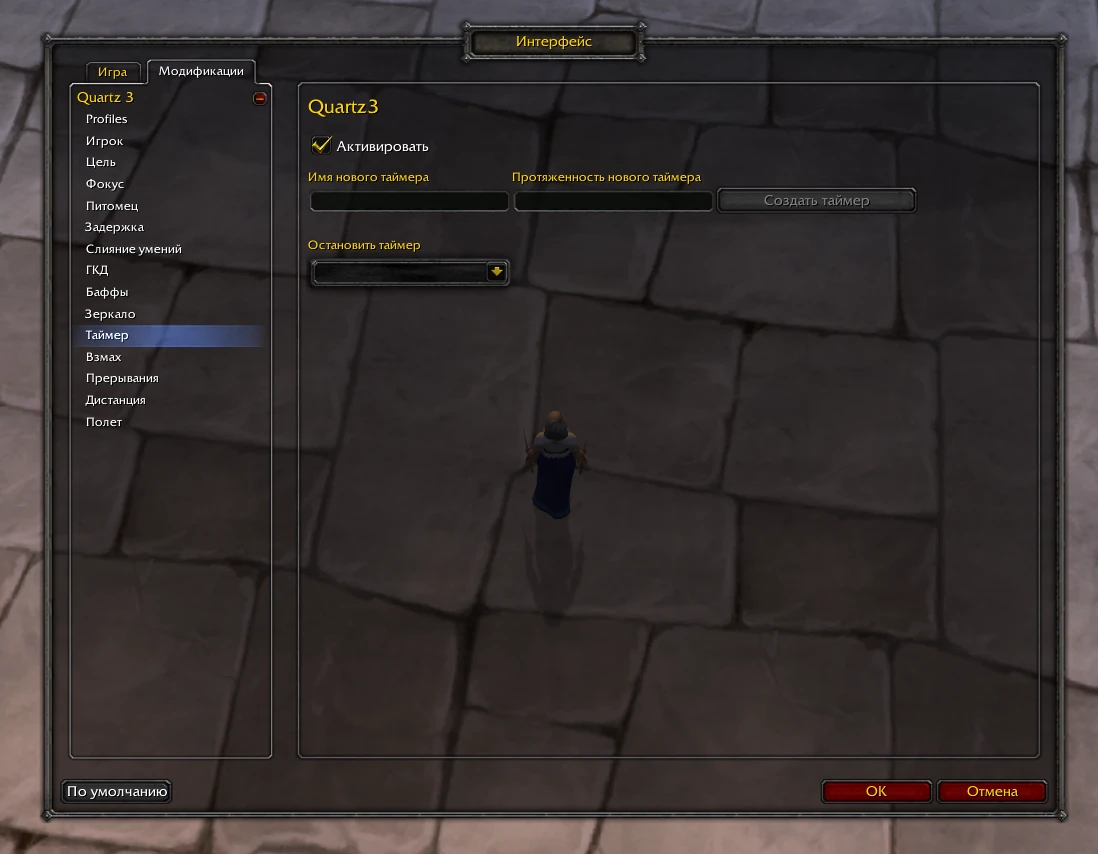 Интерфейс
Игра
Модификации
Quartz 3
Profiles
Игрок
Цель
Фокус
Питомец
Задержка
Слияние умений
ГКД
Баффы
Зеркало
Таймер
Взмах
Прерывания
Дистанция
Полет
Quartz3
Активировать
Имя нового таймера
Протяженность нового таймера
Создать таймер
Остановить таймер
По умолчанию
ОК
Отмена